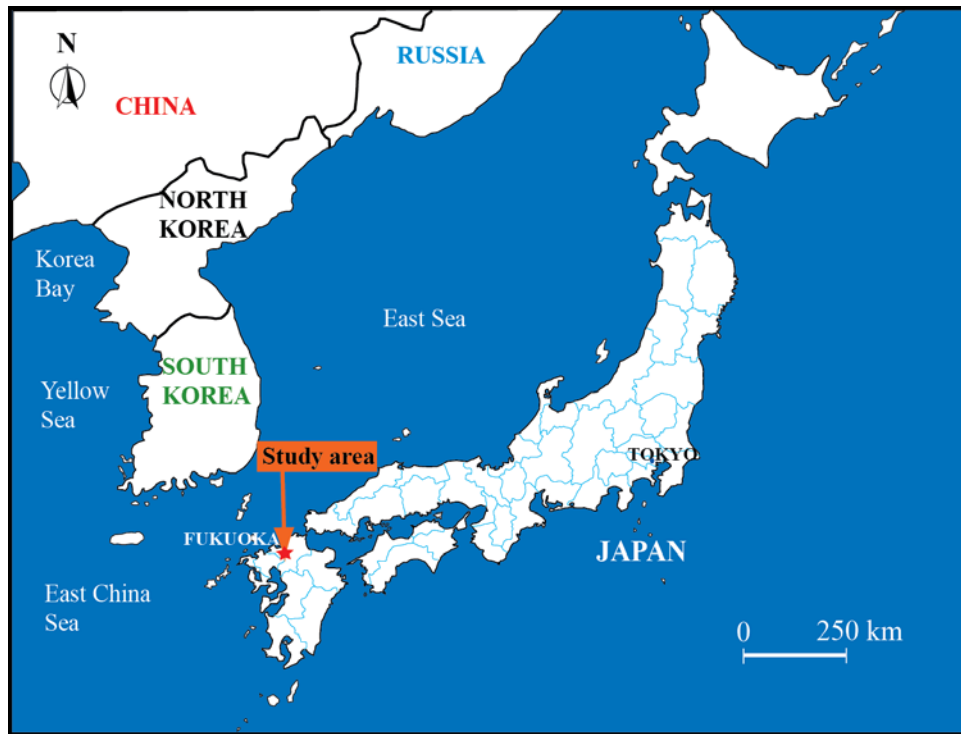 N
RUSSIA
CHINA
NORTH
KOREA
Korea
Bay
East Sea
SOUTH
KOREA
Yellow
Sea
Study area
TOKYO
FUKUOKA
JAPAN
East China
Sea
0 250 km